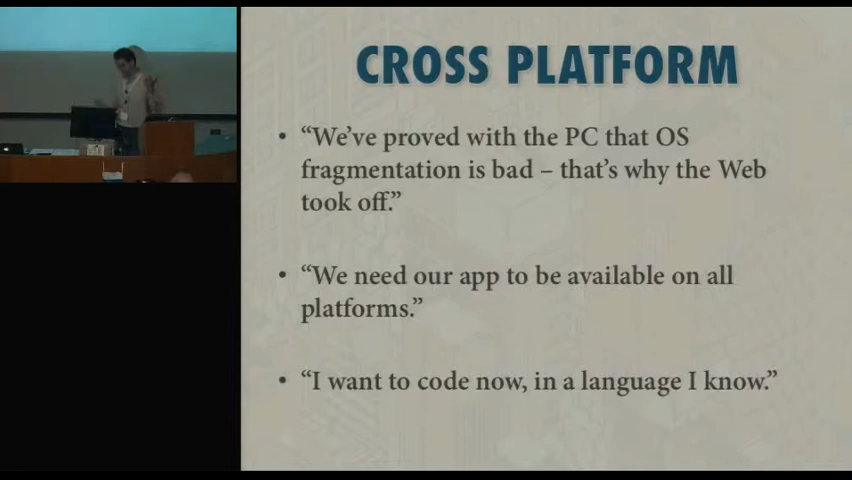 CROSS PLATFORM
• “We’ve proved with the PC that OS
fragmentation is bad – that’s why the Web
took off.”
• “We need our app to be available on all
platforms.”
• “I want to code now, in a language I know.”